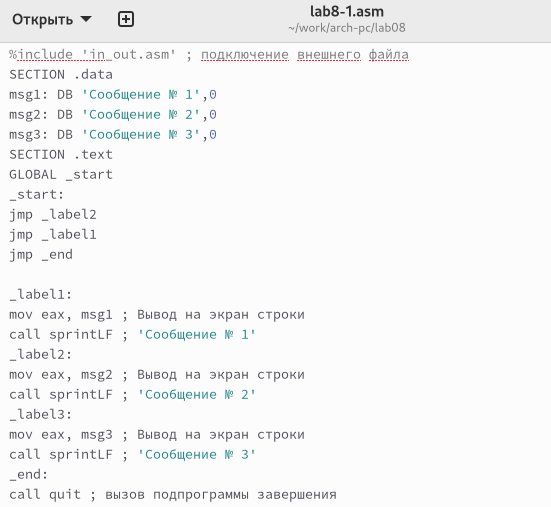 Открыть
lab8-1.asm
~/work/arch-pc/lab08
%include 'in_out.asm' ; подключение внешнего файла
SECTION .data
msg1: DB 'Сообщение № 1',0
msg2: DB 'Сообщение № 2',0
msg3: DB 'Сообщение № 3',0
SECTION .text
GLOBAL _start
_start:
jmp _label2
jmp _label1
jmp _end
_label1:
mov eax, msg1 ; Вывод на экран строки
call sprintLF ; 'Сообщение № 1'
_label2:
mov eax, msg2 ; Вывод на экран строки
call sprintLF ; 'Сообщение № 2'
_label3:
mov eax, msg3 ; Вывод на экран строки
call sprintLF ; 'Сообщение № 3'
_end:
call quit ; вызов подпрограммы завершения